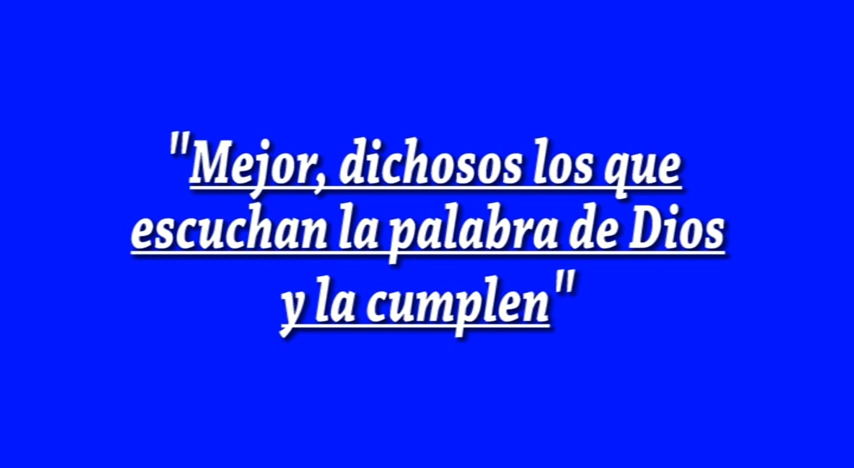 "Mejor, dichosos los que
escuchan la palabra de Dios
y la cumplen"